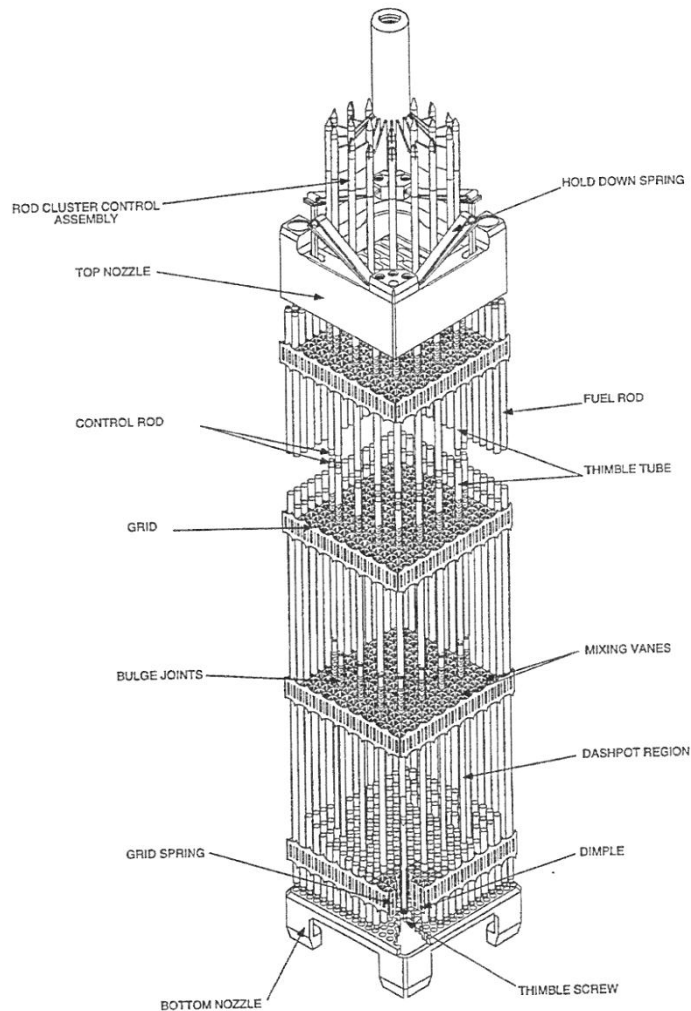 ROD CLUSTER CONTROL
ASSEMBLY
HOLD DOWN SPRING
TOP NOZZLE
FUEL ROD
CONTROL ROD
THIMBLE TUBE
GRID
MIXING VANES
BULGE JOINTS
DASHPOT REGION
GRID SPRING
DIMPLE
THIMBLE SCREW
BOTTOM NOZZLE